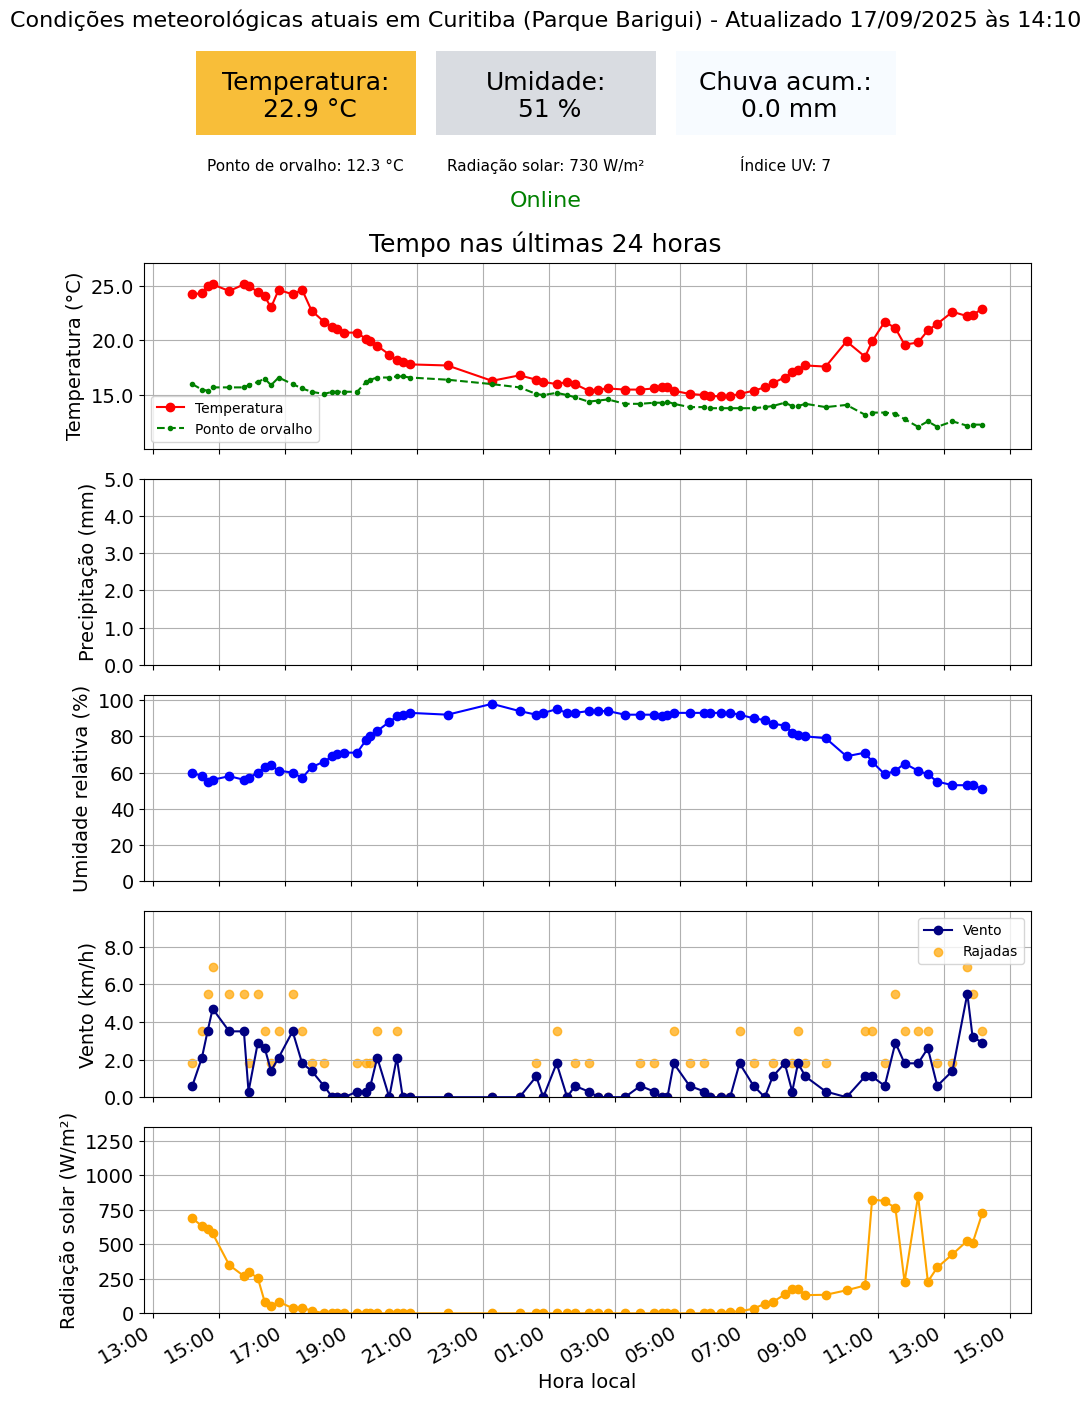 Condições meteorológicas atuais em Curitiba (Parque Barigui) - Atualizado 17/09/2025 às 14:10
Temperatura:
22.9 °C
Umidade:
51 %
Chuva acum.:
0.0 mm
Ponto de orvalho: 12.3 °C
Radiação solar: 730 W/m²
Índice UV: 7
Online
Tempo nas últimas 24 horas
Temperatura (°C)
25.0
20.0
15.0
Temperatura
Ponto de orvalho
Precipitação (mm)
5.0
4.0
3.0
2.0
1.0
0.0
Umidade relativa (%)
100
80
60
40
20
0
Vento (km/h)
8.0
6.0
4.0
2.0
0.0
Vento
Rajadas
Radiação solar (W/m²)
1250
1000
750
500
250
0
13:00
15:00
17:00
19:00
21:00
23:00
01:00
03:00
05:00
07:00
09:00
11:00
13:00
15:00
Hora local